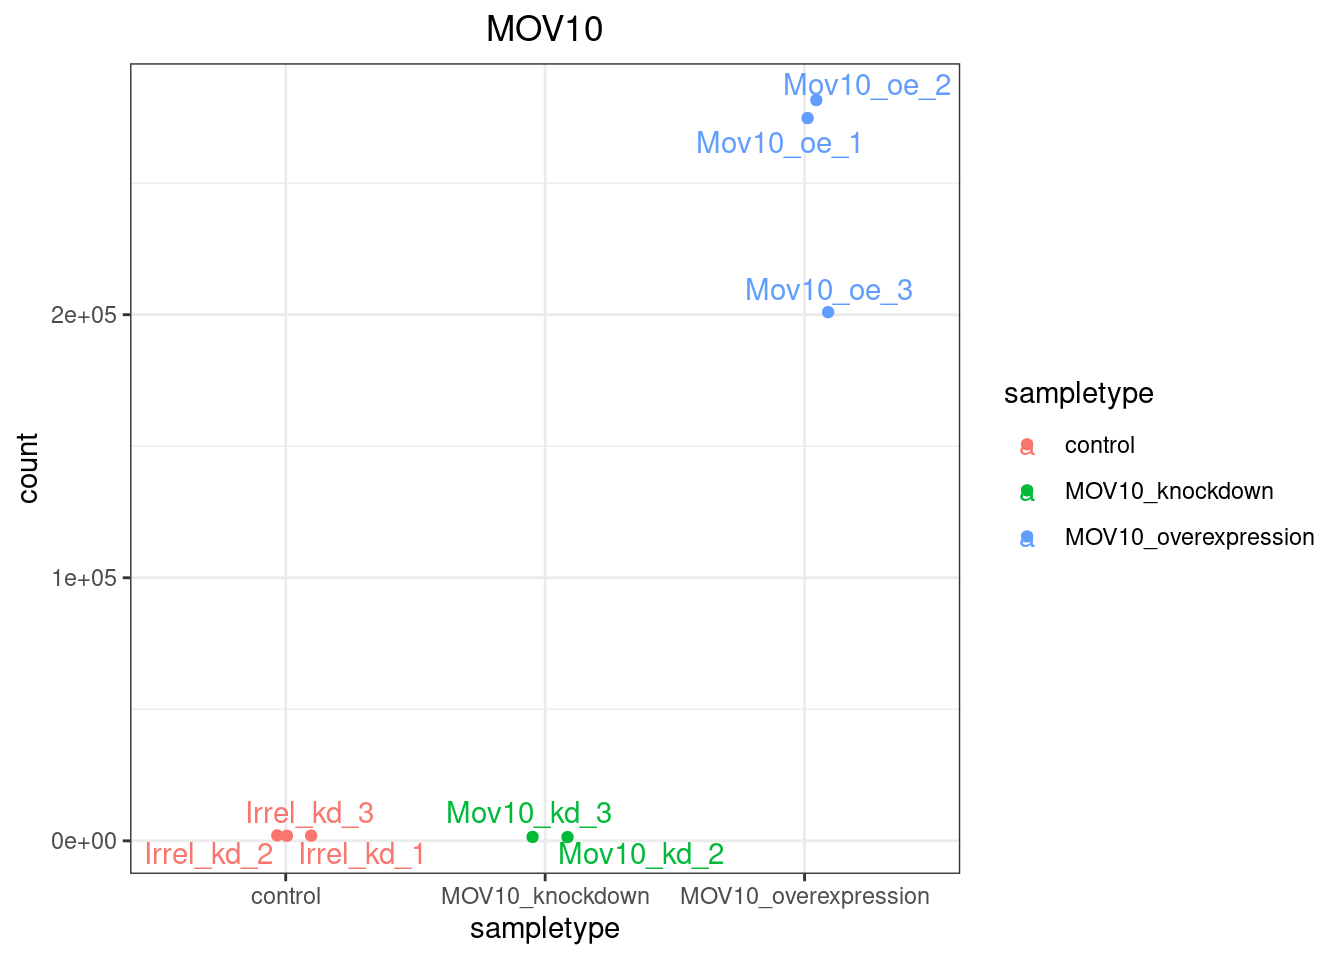 MOV10
Mov10_oe_2
Mov10_oe_1
Mov10_oe_3
2e+05
1e+05
0e+00
count
Irrel_kd_3
Irrel_kd_2
Irrel_kd_1
Mov10_kd_3
Mov10_kd_2
control
MOV10_knockdown
MOV10_overexpression
sampletype
sampletype
a control
a MOV10_knockdown
a MOV10_overexpression